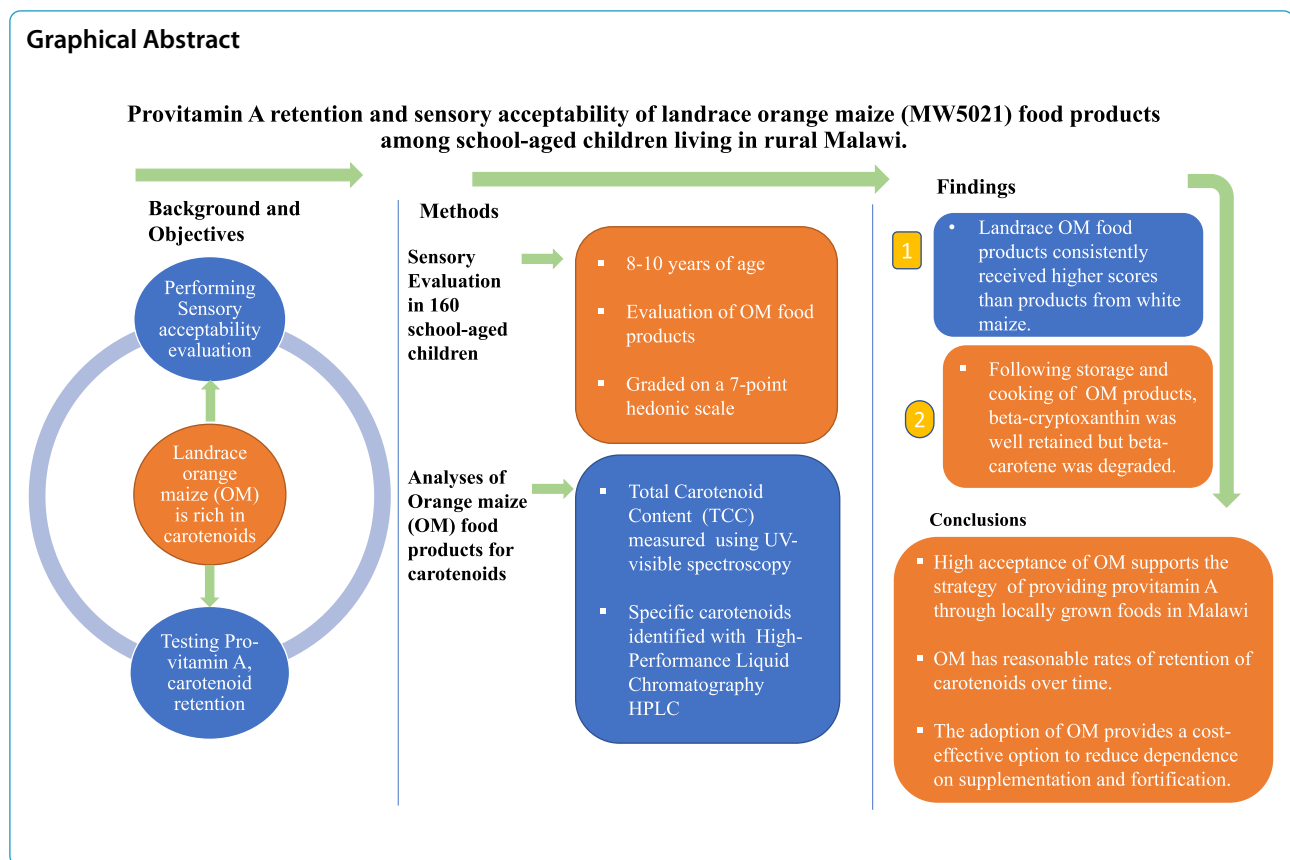 Graphical Abstract
Provitamin A retention and sensory acceptability of landrace orange maize (MW5021) food products
among school-aged children living in rural Malawi.
Background and
Objectives
Performing
Sensory
acceptability
evaluation
Landrace
orange
maize (OM)
is rich in
carotenoids
Testing Pro-
vitamin A,
carotenoid
retention
Methods
Sensory
Evaluation
in 160
school-aged
children
▪ 8-10 years of age
▪ Evaluation of OM food
products
▪ Graded on a 7-point
hedonic scale
Analyses of
Orange maize
(OM) food
products for
carotenoids
▪ Total Carotenoid
Content (TCC)
measured using UV-
visible spectroscopy
▪ Specific carotenoids
identified with High-
Performance Liquid
Chromatography
HPLC
Findings
1
• Landrace OM food
products consistently
received higher scores
than products from white
maize.
2
▪ Following storage and
cooking of OM products,
beta-cryptoxanthin was
well retained but beta-
carotene was degraded.
Conclusions
▪ High acceptance of OM supports the
strategy of providing provitamin A
through locally grown foods in Malawi
▪ OM has reasonable rates of retention of
carotenoids over time.
▪ The adoption of OM provides a cost-
effective option to reduce dependence
on supplementation and fortification.